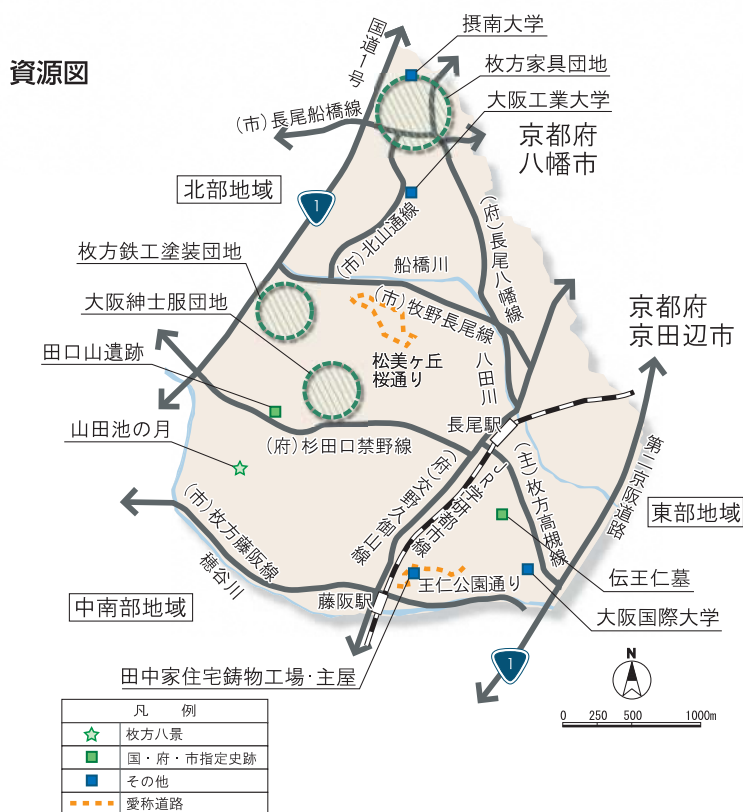 資源図
摂南大学
国道1号
枚方家具団地
大阪工業大学
(市)長尾船橋線
京都府
八幡市
北部地域
1
(市)北山通線
(府)長尾八幡線
枚方鉄工塗装団地
船橋川
大阪紳士服団地
(市)牧野長尾線
京都府
京田辺市
田口山遺跡
松美ヶ丘
桜通り
八田川
山田池の月
長尾駅
(府)杉田口禁野線
第二京阪道路
(府)交野久御山線
JR学研都市線
(主)枚方高槻線
(市)枚方藤阪線
東部地域
穂谷川
伝王仁墓
王仁公園通り
中南部地域
藤阪駅
大阪国際大学
田中家住宅鋳物工場·主屋
1
N
0 250 500 1000m
凡 例
枚方八景
国・府・市指定史跡
その他
愛称道路